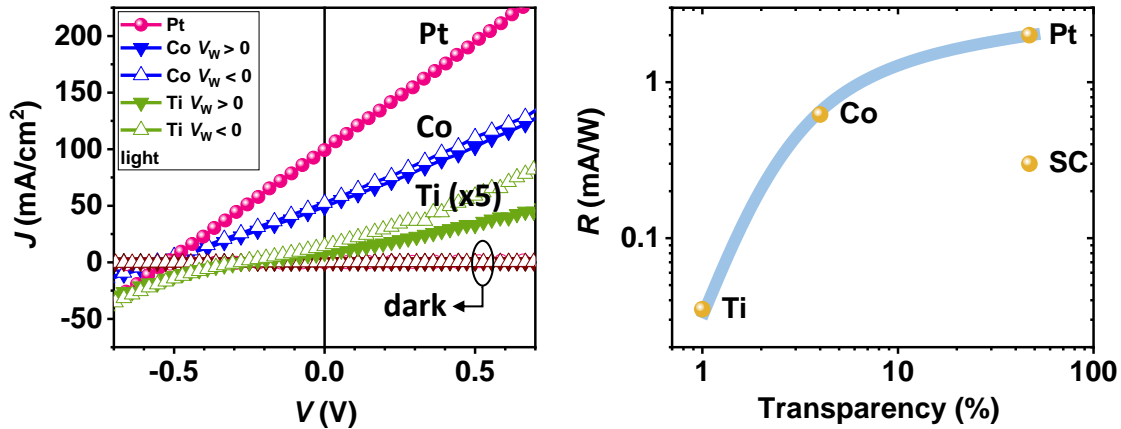 200
150
100
50
0
-50
J (mA/cm²)
Pt
Co V_W > 0
Co V_W < 0
Ti V_W > 0
Ti V_W < 0
light
Pt
Co
Ti (x5)
dark
-0.5
0.0
0.5
V (V)
1
0.1
R (mA/W)
Pt
Co
SC
Ti
1
10
100
Transparency (%)